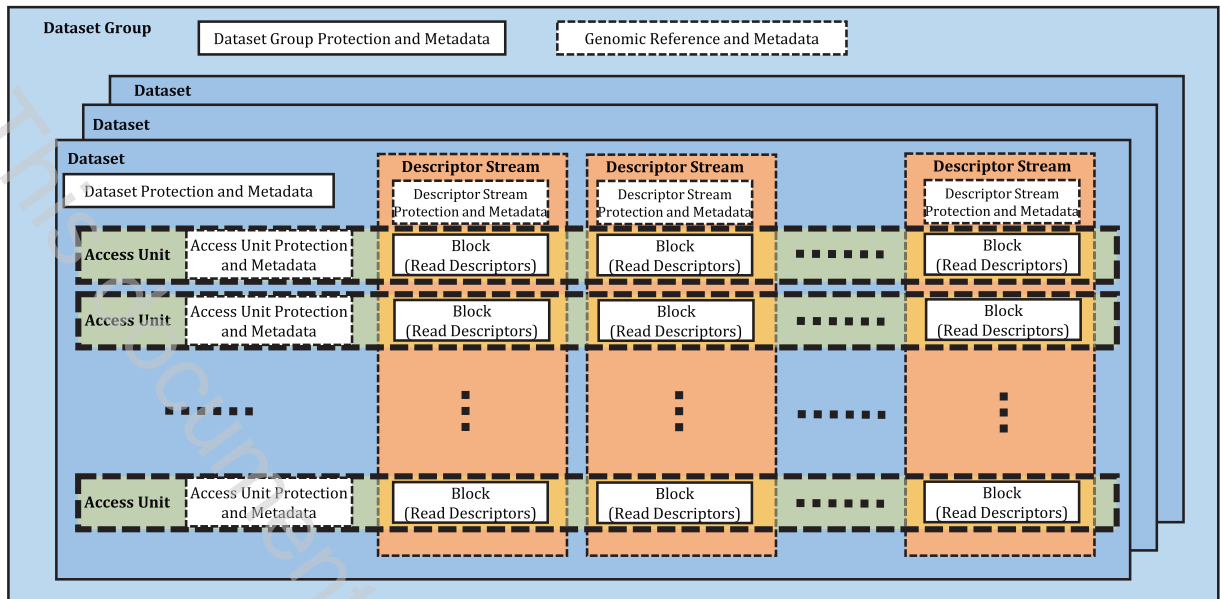 Dataset Group
Dataset Group Protection and Metadata
Genomic Reference and Metadata
Dataset
Dataset
Dataset
Dataset Protection and Metadata
Descriptor Stream
Descriptor Stream
Protection and Metadata
Descriptor Stream
Descriptor Stream
Protection and Metadata
Descriptor Stream
Descriptor Stream
Protection and Metadata
Access Unit
Access Unit Protection
and Metadata
Block
(Read Descriptors)
Block
(Read Descriptors)
Block
(Read Descriptors)
Access Unit
Access Unit Protection
and Metadata
Block
(Read Descriptors)
Block
(Read Descriptors)
Block
(Read Descriptors)
Access Unit
Access Unit Protection
and Metadata
Block
(Read Descriptors)
Block
(Read Descriptors)
Block
(Read Descriptors)
This document